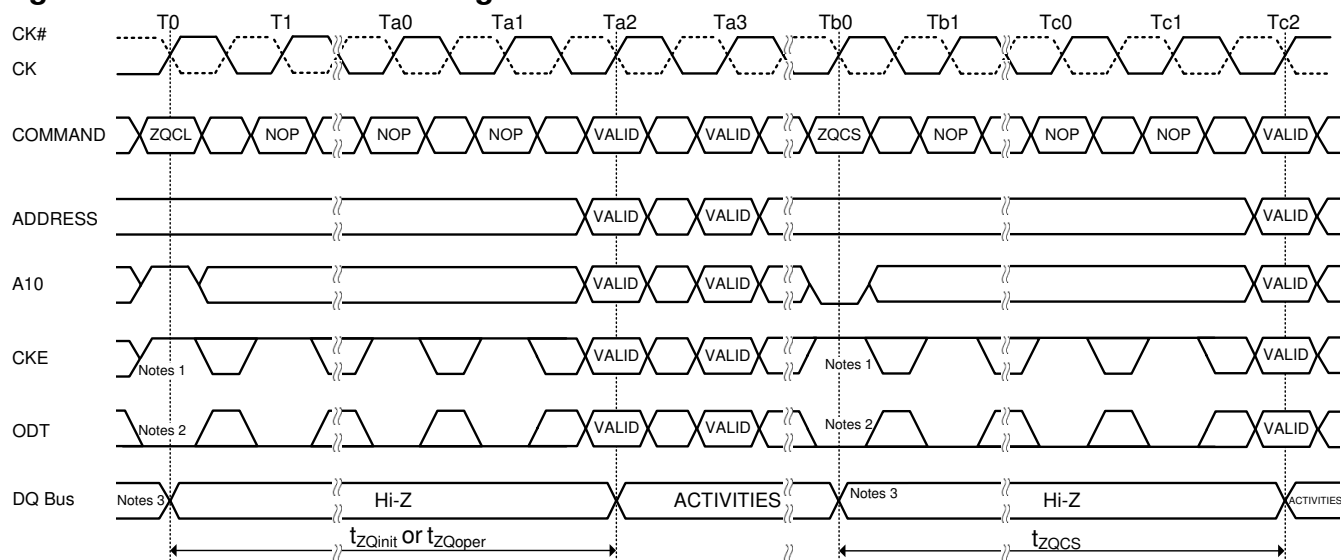 T0 T1 Ta0 Ta1 Ta2 Ta3 Tb0 Tb1 Tc0 Tc1 Tc2
CK#
CK
COMMAND ZQCL NOP NOP NOP VALID VALID ZQCS NOP NOP NOP VALID
ADDRESS VALID VALID VALID
A10 VALID VALID VALID
CKE Notes 1 VALID VALID Notes 1 VALID
ODT Notes 2 VALID VALID Notes 2 VALID
DQ Bus Notes 3 Hi-Z ACTIVITIES Notes 3 Hi-Z ACTIVITIES
tZQinit or tZQoper tZQCS